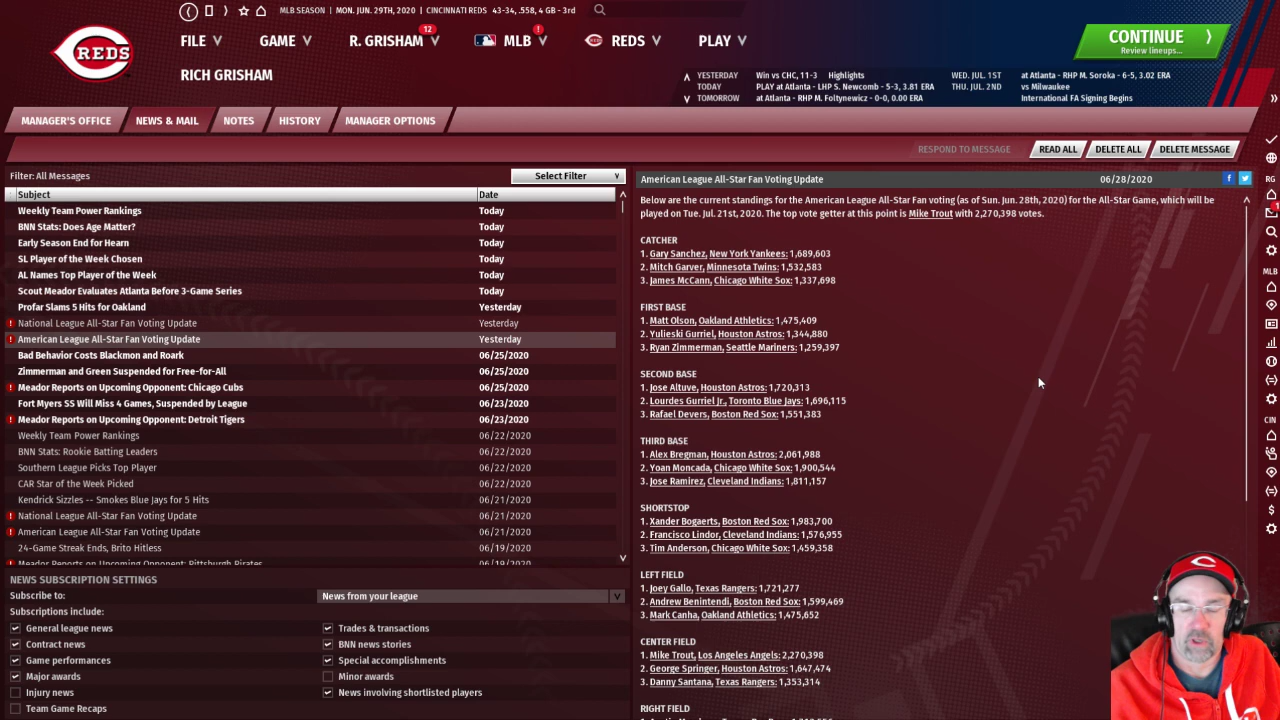 MLB SEASON | MON. JUN. 29TH, 2020 | CINCINNATI REDS 43-34, .558, 4 GB - 3rd
REDS
FILE GAME R. GRISHAM 12 MLB ! REDS PLAY
CONTINUE
Review lineups...
RICH GRISHAM
YESTERDAY Win vs CHC, 11-3 Highlights WED. JUL. 1ST at Atlanta - RHP M. Soroka - 6-5, 3.02 ERA
TODAY PLAY at Atlanta - LHP S. Newcomb - 5-3, 3.81 ERA THU. JUL. 2ND vs Milwaukee
TOMORROW at Atlanta - RHP M. Foltynewicz - 0-0, 0.00 ERA International FA Signing Begins
MANAGER'S OFFICE NEWS & MAIL NOTES HISTORY MANAGER OPTIONS
RESPOND TO MESSAGE READ ALL DELETE ALL DELETE MESSAGE
Filter: All Messages Select Filter
Subject Date
Weekly Team Power Rankings Today
BNN Stats: Does Age Matter? Today
Early Season End for Hearn Today
SL Player of the Week Chosen Today
AL Names Top Player of the Week Today
Scout Meador Evaluates Atlanta Before 3-Game Series Today
Profar Slams 5 Hits for Oakland Yesterday
! National League All-Star Fan Voting Update Yesterday
! American League All-Star Fan Voting Update Yesterday
Bad Behavior Costs Blackmon and Roark 06/25/2020
Zimmerman and Green Suspended for Free-for-All 06/25/2020
! Meador Reports on Upcoming Opponent: Chicago Cubs 06/25/2020
Fort Myers SS Will Miss 4 Games, Suspended by League 06/23/2020
! Meador Reports on Upcoming Opponent: Detroit Tigers 06/23/2020
Weekly Team Power Rankings 06/22/2020
BNN Stats: Rookie Batting Leaders 06/22/2020
Southern League Picks Top Player 06/22/2020
CAR Star of the Week Picked 06/22/2020
Kendrick Sizzles -- Smokes Blue Jays for 5 Hits 06/21/2020
! National League All-Star Fan Voting Update 06/21/2020
! American League All-Star Fan Voting Update 06/21/2020
24-Game Streak Ends, Brito Hitless 06/19/2020
! Meador Reports on Upcoming Opponent: Pittsburgh Pirates 06/19/2020
NEWS SUBSCRIPTION SETTINGS
Subscribe to: News from your league
Subscriptions include:
General league news Trades & transactions
Contract news BNN news stories
Game performances Special accomplishments
Major awards Minor awards
Injury news News involving shortlisted players
Team Game Recaps
American League All-Star Fan Voting Update 06/28/2020
Below are the current standings for the American League All-Star Fan voting (as of Sun. Jun. 28th, 2020) for the All-Star Game, which will be
played on Tue. Jul. 21st, 2020. The top vote getter at this point is Mike Trout with 2,270,398 votes.
CATCHER
1. Gary Sanchez, New York Yankees: 1,689,603
2. Mitch Garver, Minnesota Twins: 1,532,583
3. James McCann, Chicago White Sox: 1,337,698
FIRST BASE
1. Matt Olson, Oakland Athletics: 1,475,409
2. Yulieski Gurriel, Houston Astros: 1,344,880
3. Ryan Zimmerman, Seattle Mariners: 1,259,397
SECOND BASE
1. Jose Altuve, Houston Astros: 1,720,313
2. Lourdes Gurriel Jr., Toronto Blue Jays: 1,696,115
3. Rafael Devers, Boston Red Sox: 1,551,383
THIRD BASE
1. Alex Bregman, Houston Astros: 2,061,988
2. Yoan Moncada, Chicago White Sox: 1,900,544
3. Jose Ramirez, Cleveland Indians: 1,811,157
SHORTSTOP
1. Xander Bogaerts, Boston Red Sox: 1,983,700
2. Francisco Lindor, Cleveland Indians: 1,576,955
3. Tim Anderson, Chicago White Sox: 1,459,358
LEFT FIELD
1. Joey Gallo, Texas Rangers: 1,721,277
2. Andrew Benintendi, Boston Red Sox: 1,599,469
3. Mark Canha, Oakland Athletics: 1,475,652
CENTER FIELD
1. Mike Trout, Los Angeles Angels: 2,270,398
2. George Springer, Houston Astros: 1,647,474
3. Danny Santana, Texas Rangers: 1,353,314
RIGHT FIELD
RG
MLB
CIN